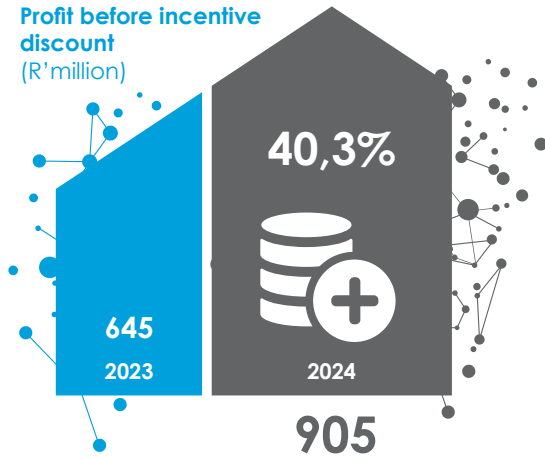 Profit before incentive
discount
(R'million)
40,3%
645
2023
2024
905